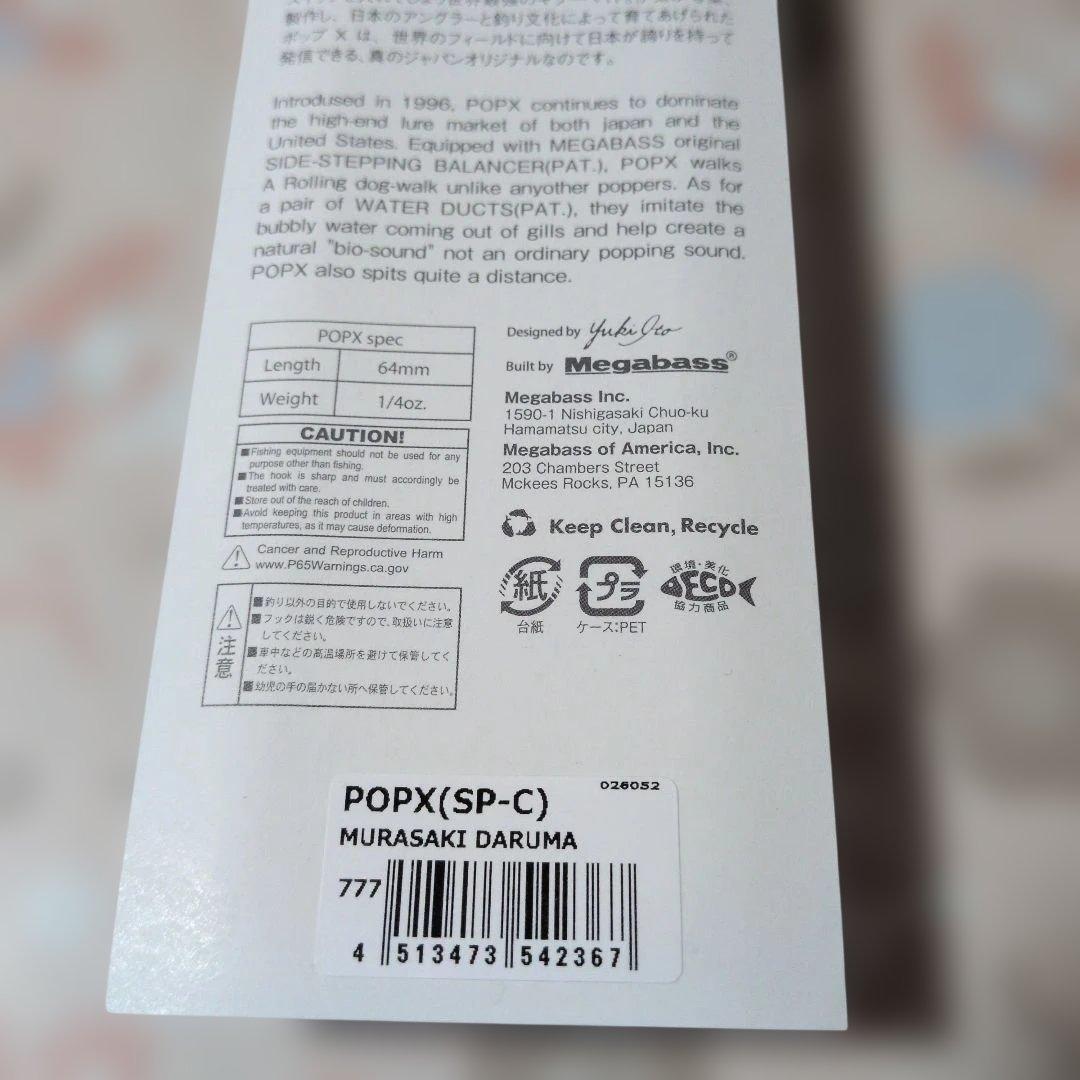 製作し、日本のアングラーと釣り文化によって育てあげられた
ポップ X は、世界のフィールドに向けて日本が誇りを持って
発信できる、真のジャパンオリジナルなのです。
Introdused in 1996, POPX continues to dominate
the high-end lure market of both japan and the
United States. Equipped with MEGABASS original
SIDE-STEPPING BALANCER(PAT.), POPX walks
A Rolling dog-walk unlike anyother poppers. As for
a pair of WATER DUCTS(PAT.), they imitate the
bubbly water coming out of gills and help create a
natural "bio-sound" not an ordinary popping sound.
POPX also spits quite a distance.
POPX spec
Length 64mm
Weight 1/4oz.
CAUTION!
■Fishing equipment should not be used for any
purpose other than fishing.
■The hook is sharp and must accordingly be
treated with care.
■Store out of the reach of children.
■Avoid keeping this product in areas with high
temperatures, as it may cause deformation.
Cancer and Reproductive Harm
www.P65Warnings.ca.gov
注意
■釣り以外の目的で使用しないでください。
■フックは鋭く危険ですので、取扱いに注意
してください。
■車中などの高温場所を避けて保管してく
ださい。
■幼児の手の届かない所へ保管してください。
Designed by Yuki Ito
Built by Megabass®
Megabass Inc.
1590-1 Nishigasaki Chuo-ku
Hamamatsu city, Japan
Megabass of America, Inc.
203 Chambers Street
Mckees Rocks, PA 15136
Keep Clean, Recycle
紙
台紙
プラ
ケース:PET
環境・美化
ECO
協力商品
026052
POPX(SP-C)
MURASAKI DARUMA
777
4 513473 542367